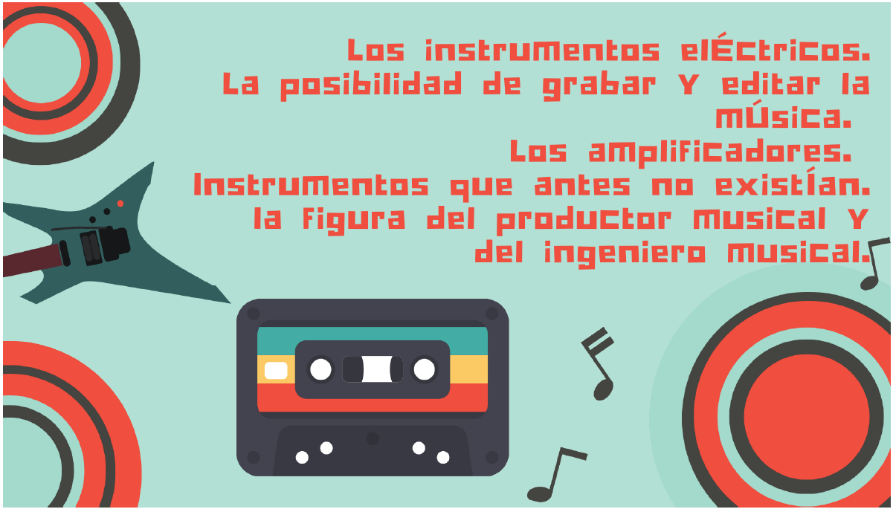 Los instrumentos elÉctricos.
La posibilidad de grabar y editar la
mÚsica.
Los amplificadores.
Instrumentos que antes no existÍan.
la figura del productor musical y
del ingeniero musical.